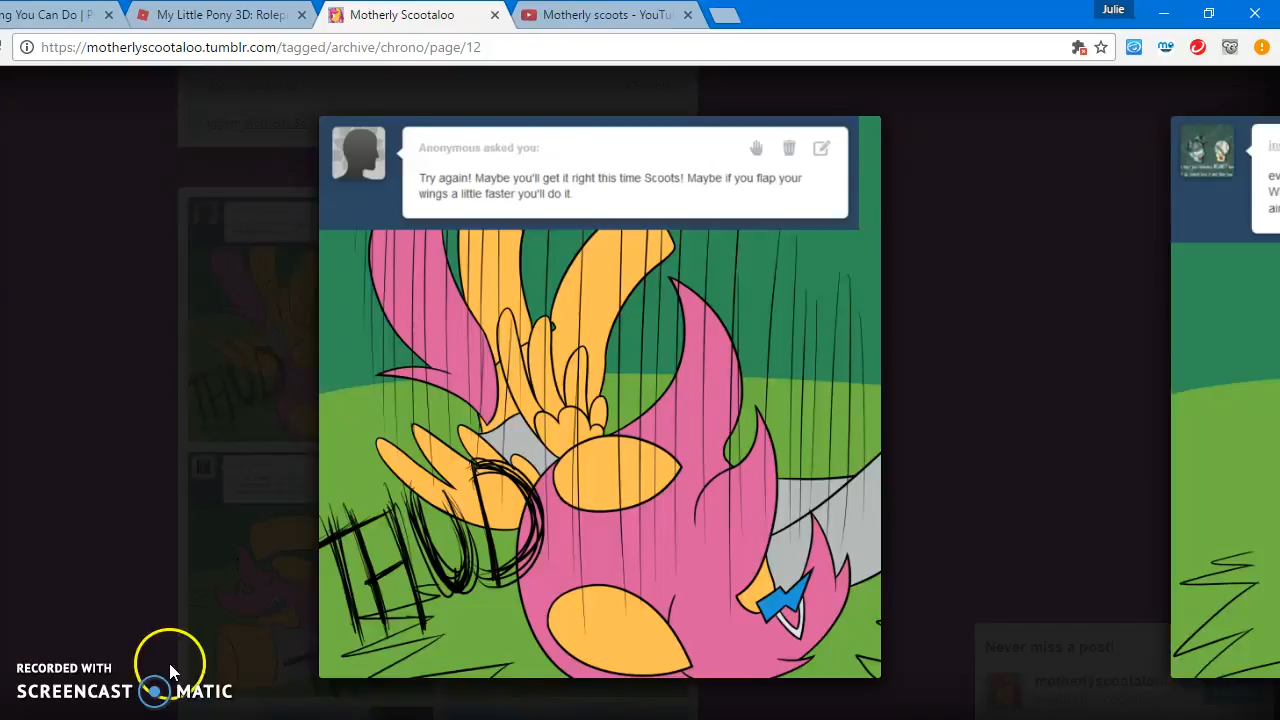 Julie
ng You Can Do | P
My Little Pony 3D: Rolep
Motherly Scootaloo
Motherly scoots - YouTu
https://motherlyscootaloo.tumblr.com/tagged/archive/chrono/page/12
Anonymous asked you:
Try again! Maybe you'll get it right this time Scoots! Maybe if you flap your
wings a little faster you'll do it.
THUD
THUD
Never miss a post!
motherlyscootaloo
RECORDED WITH
SCREENCAST MATIC